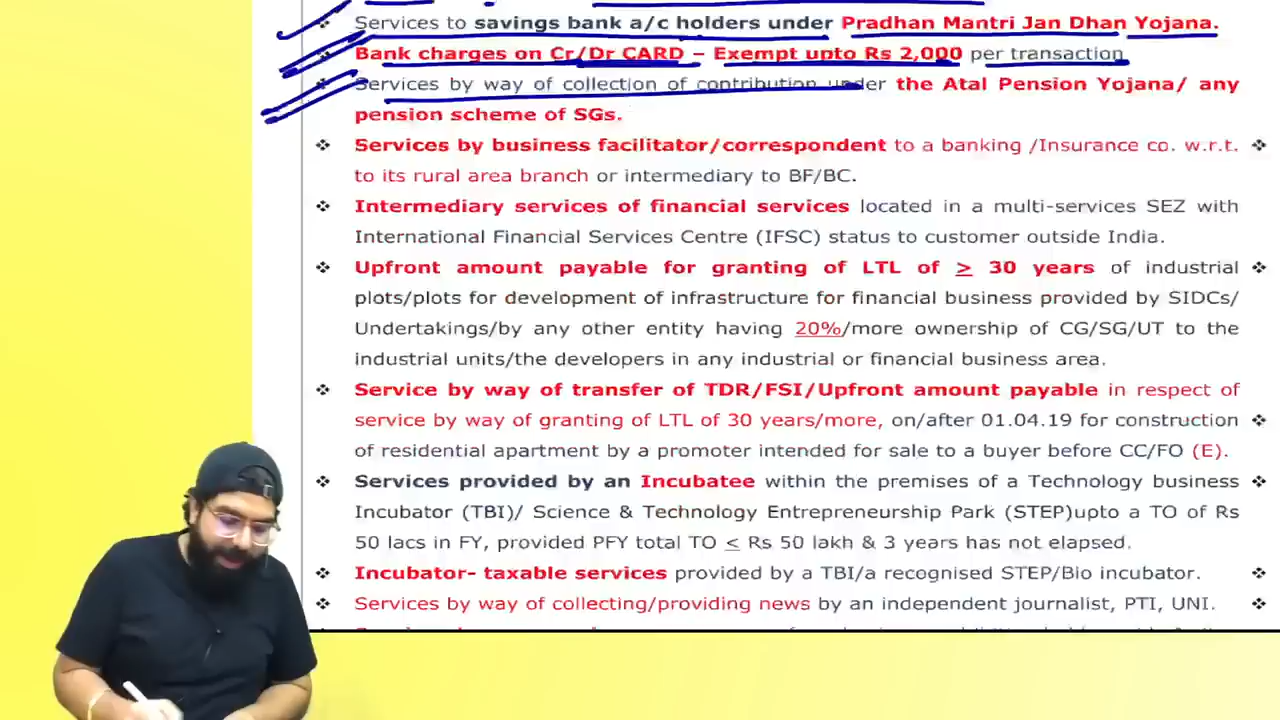 Services to savings bank a/c holders under Pradhan Mantri Jan Dhan Yojana.
Bank charges on Cr/Dr CARD – Exempt upto Rs 2,000 per transaction.
Services by way of collection of contribution under the Atal Pension Yojana/ any
pension scheme of SGs.
Services by business facilitator/correspondent to a banking /Insurance co. w.r.t.
to its rural area branch or intermediary to BF/BC.
Intermediary services of financial services located in a multi-services SEZ with
International Financial Services Centre (IFSC) status to customer outside India.
Upfront amount payable for granting of LTL of ≥ 30 years of industrial
plots/plots for development of infrastructure for financial business provided by SIDCs/
Undertakings/by any other entity having 20%/more ownership of CG/SG/UT to the
industrial units/the developers in any industrial or financial business area.
Service by way of transfer of TDR/FSI/Upfront amount payable in respect of
service by way of granting of LTL of 30 years/more, on/after 01.04.19 for construction
of residential apartment by a promoter intended for sale to a buyer before CC/FO (E).
Services provided by an Incubatee within the premises of a Technology business
Incubator (TBI)/ Science & Technology Entrepreneurship Park (STEP)upto a TO of Rs
50 lacs in FY, provided PFY total TO ≤ Rs 50 lakh & 3 years has not elapsed.
Incubator- taxable services provided by a TBI/a recognised STEP/Bio incubator.
Services by way of collecting/providing news by an independent journalist, PTI, UNI.